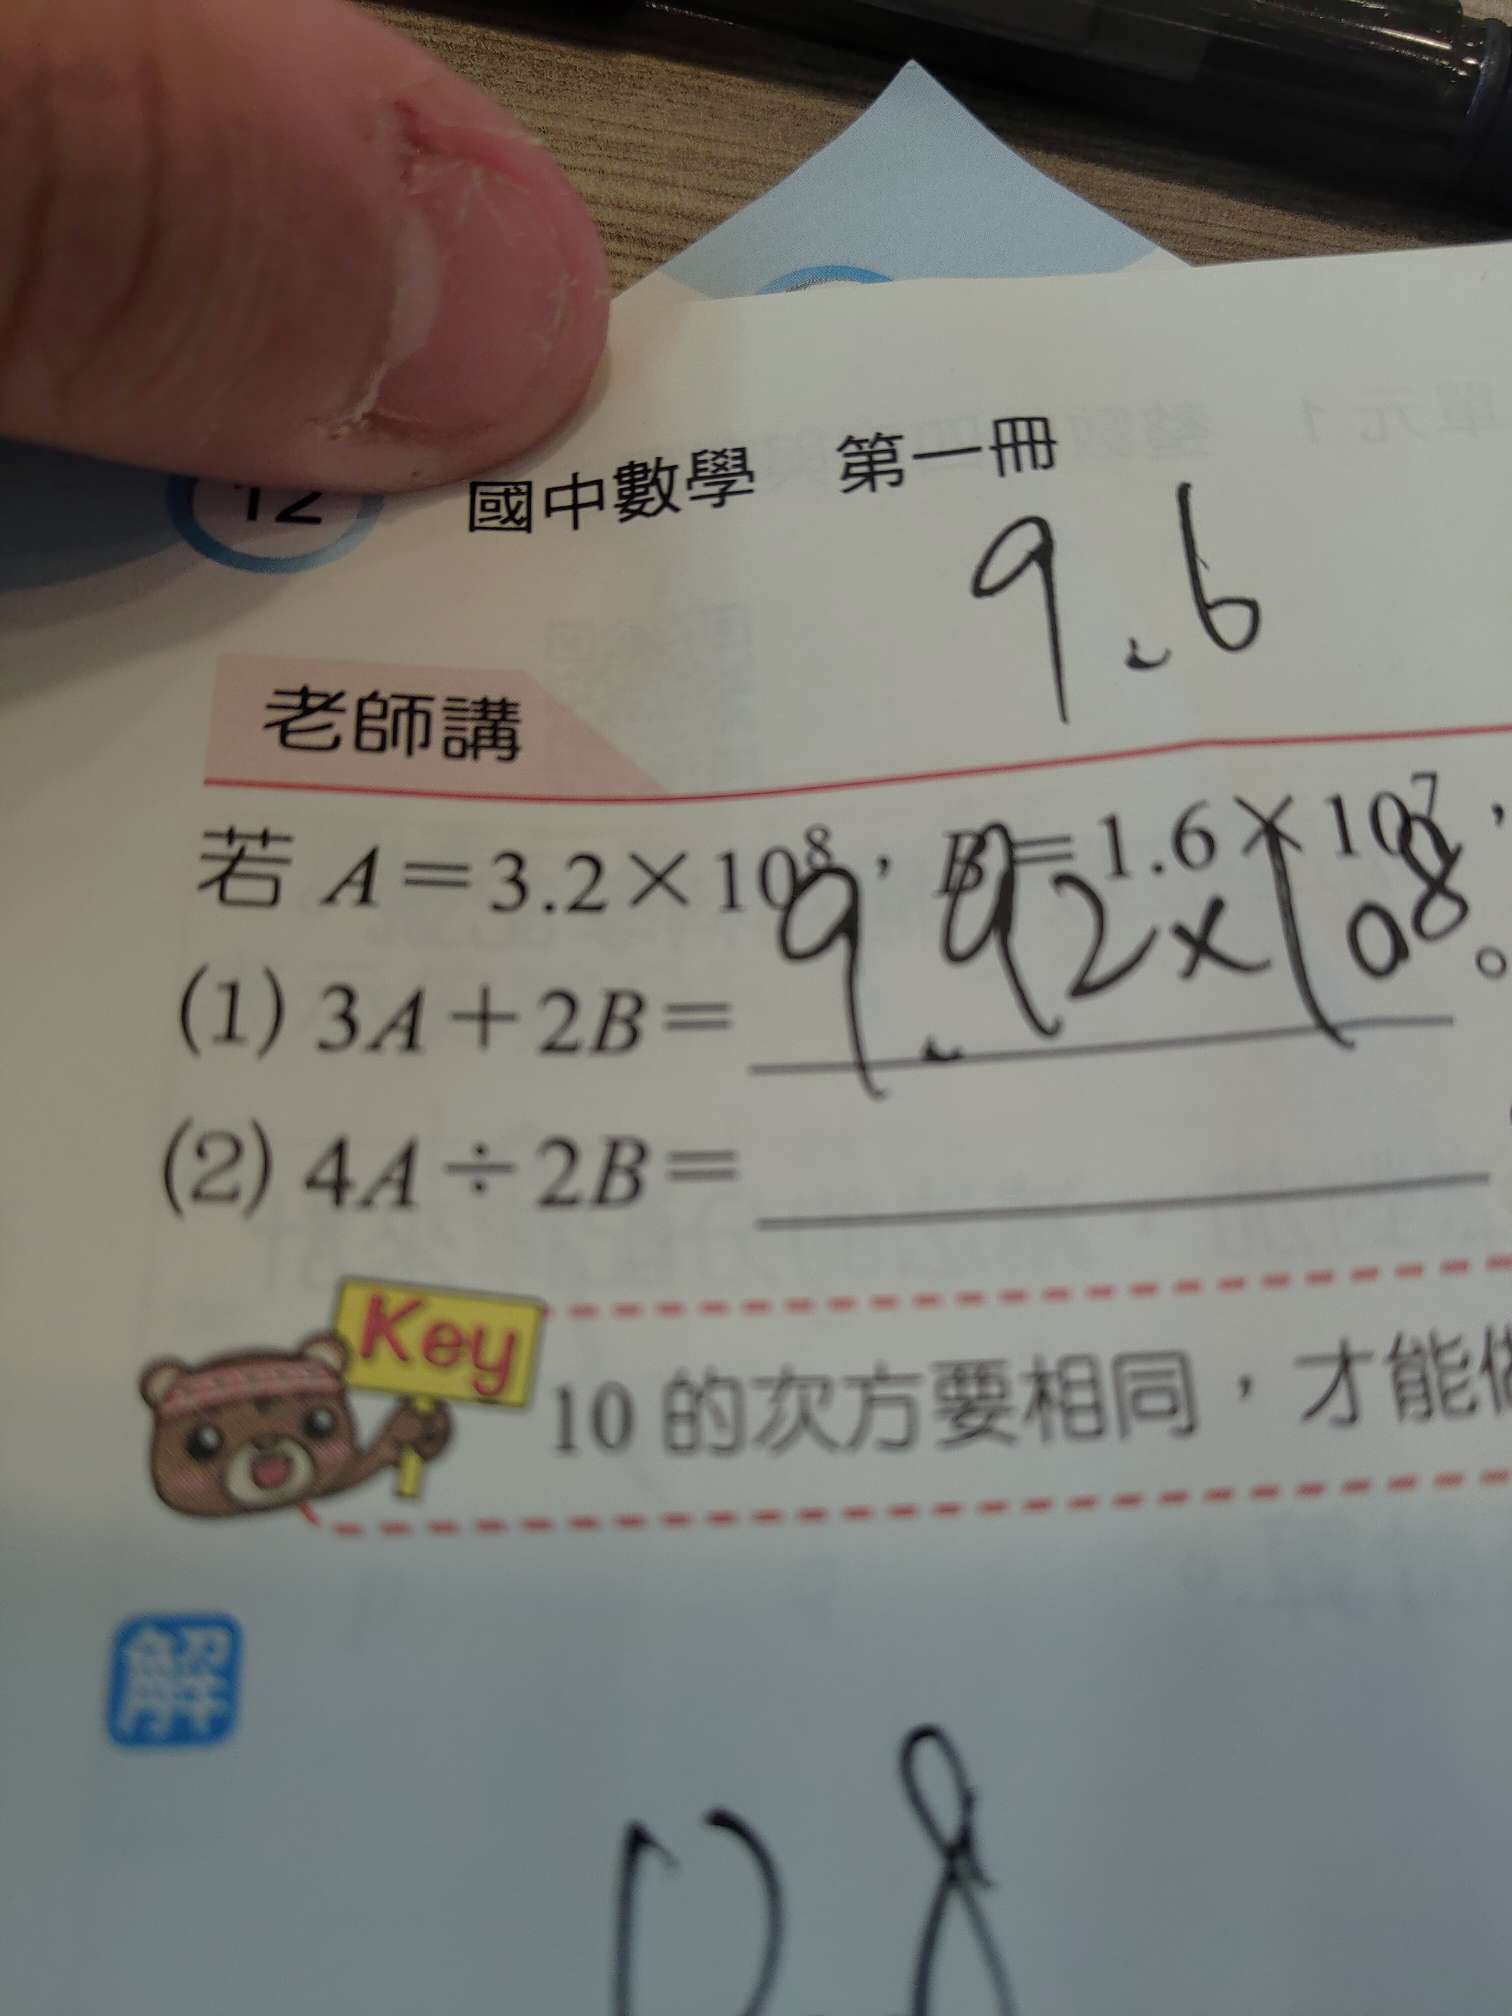 12 國中數學 第一冊
9.6
老師講
若 A＝3.2×10⁸，B＝1.6×10⁷，
(1) 3A＋2B＝ 9.92×10⁸ 。
(2) 4A÷2B＝
Key
10 的次方要相同，才能
解